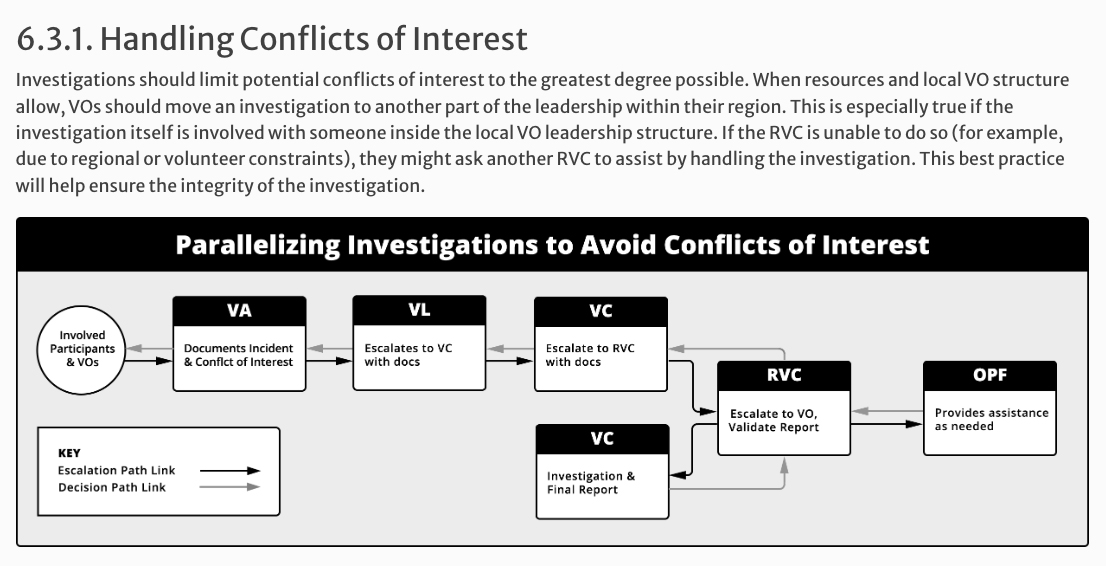 6.3.1. Handling Conflicts of Interest
Investigations should limit potential conflicts of interest to the greatest degree possible. When resources and local VO structure
allow, VOs should move an investigation to another part of the leadership within their region. This is especially true if the
investigation itself is involved with someone inside the local VO leadership structure. If the RVC is unable to do so (for example,
due to regional or volunteer constraints), they might ask another RVC to assist by handling the investigation. This best practice
will help ensure the integrity of the investigation.
Parallelizing Investigations to Avoid Conflicts of Interest
Involved
Participants
& VOs
VA
Documents Incident
& Conflct of Interest
VL
Escalates to VC
with docs
VC
Escalate to RVC
with docs
RVC
Escalate to VO,
Validate Report
OPF
Provides assistance
as needed
VC
Investigation &
Final Report
KEY
Escalation Path Link
Decision Path Link